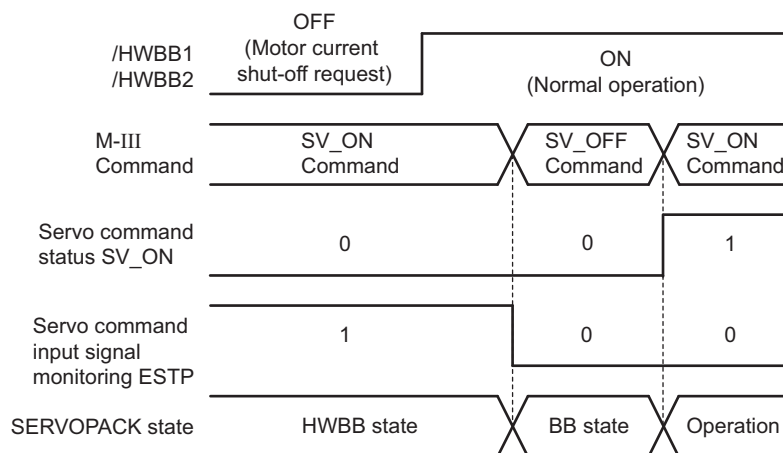 OFF
(Motor current
shut-off request)
/HWBB1
/HWBB2
ON
(Normal operation)
M-III
Command
SV_ON
Command
SV_OFF
Command
SV_ON
Command
Servo command
status SV_ON
0
0
1
Servo command
input signal
monitoring ESTP
1
0
0
SERVOPACK state
HWBB state
BB state
Operation